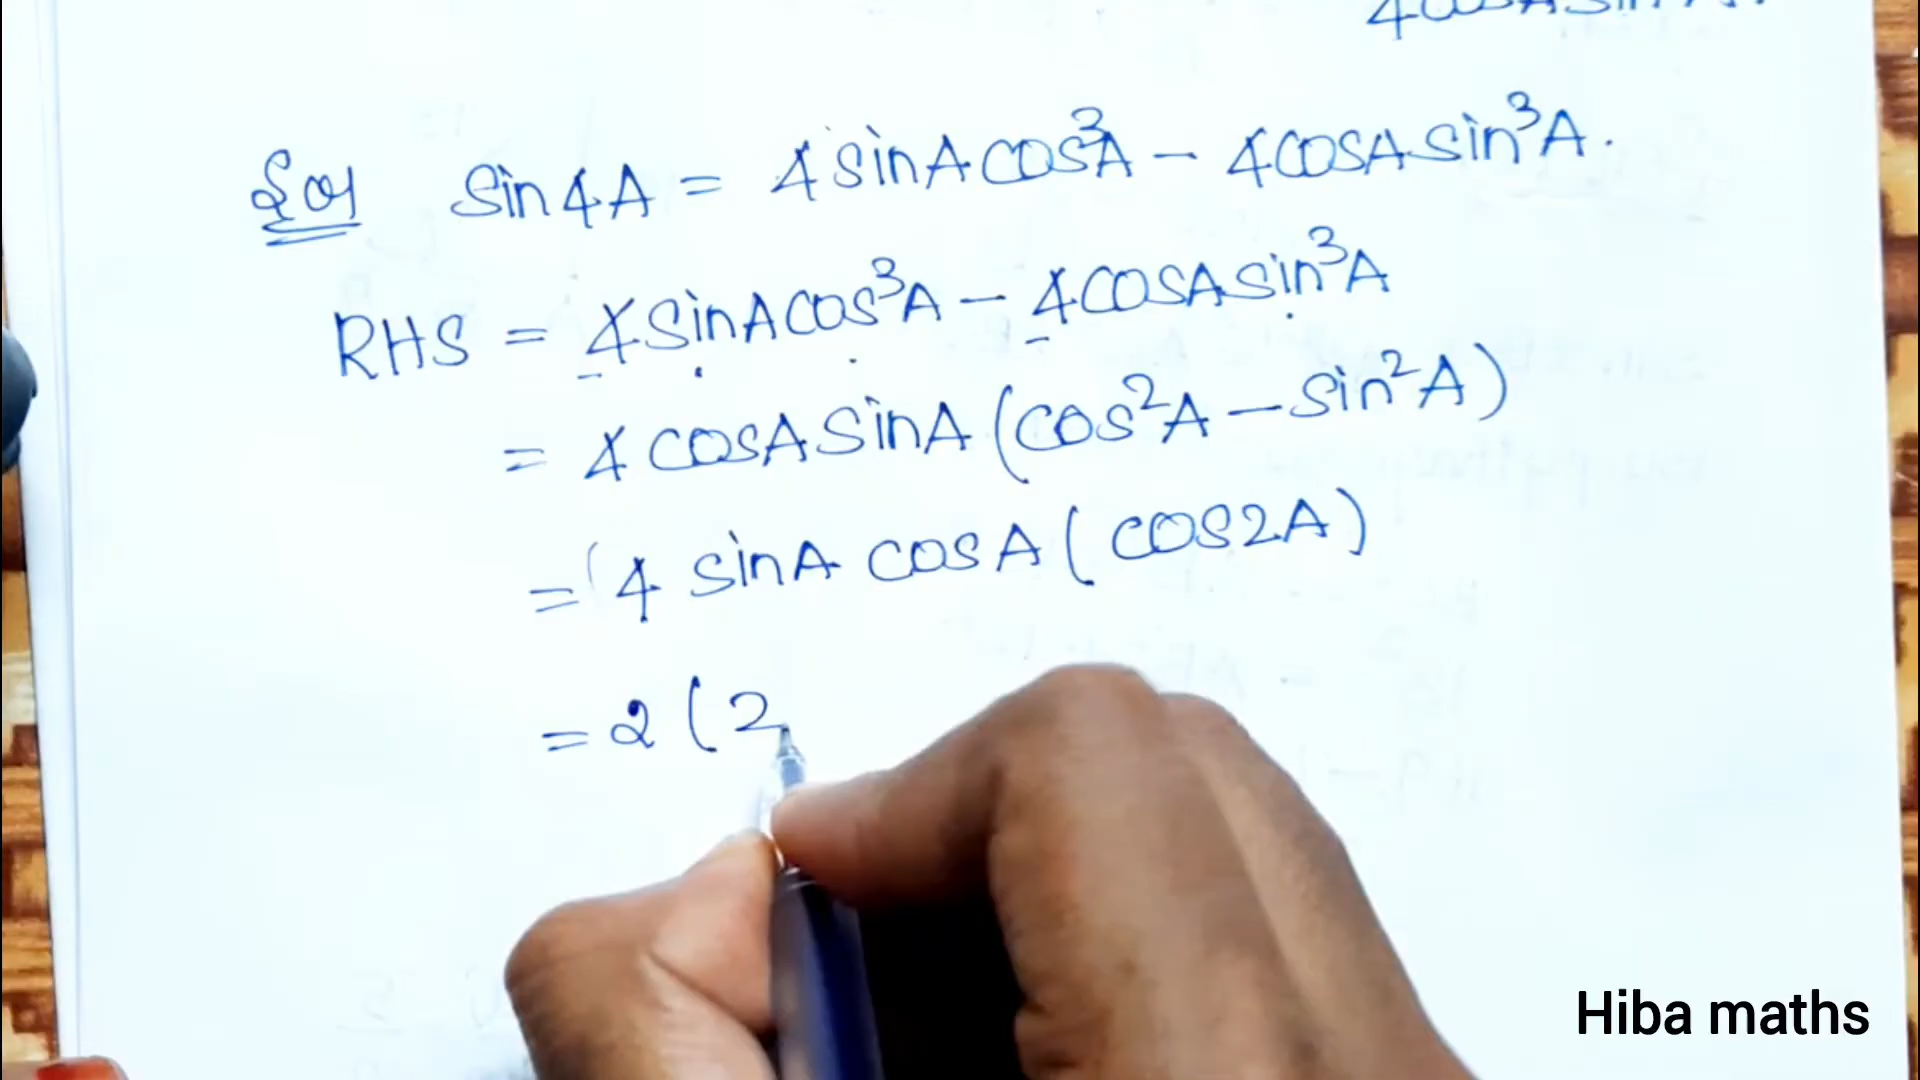 Sol Sin4A = 4sinAcos³A - 4cosAsin³A.
RHS = 4sinAcos³A - 4cosAsin³A
= 4cosAsinA(cos²A - sin²A)
= 4 sinA cosA (cos2A)
= 2 (2
Hiba maths